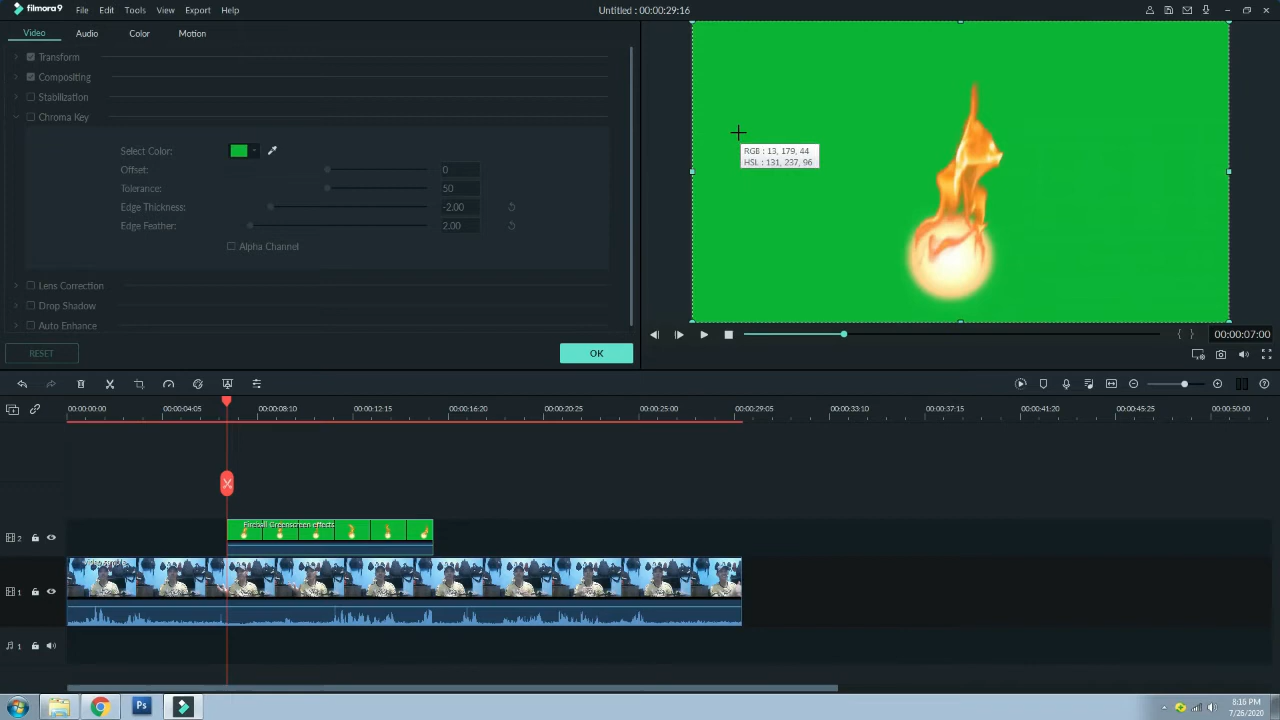 filmora9 File Edit Tools View Export Help Untitled : 00:00:29:16
Video Audio Color Motion
Transform
Compositing
Stabilization
Chroma Key
Select Color:
Offset: 0
Tolerance: 50
Edge Thickness: -2.00
Edge Feather: 2.00
Alpha Channel
Lens Correction
Drop Shadow
Auto Enhance
RESET OK
RGB : 13, 179, 44
HSL : 131, 237, 96
{ } 00:00:07:00
00:00:00:00 00:00:04:05 00:00:08:10 00:00:12:15 00:00:16:20 00:00:20:25 00:00:25:00 00:00:29:05 00:00:33:10 00:00:37:15 00:00:41:20 00:00:45:25 00:00:50:00
Fireball Greenscreen effects
2
1
1
Ps
8:16 PM
7/26/2020